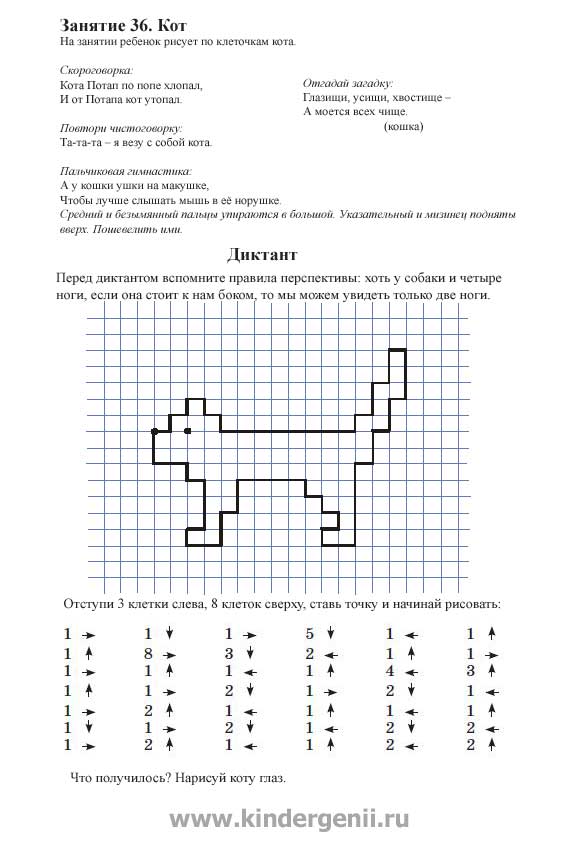 Занятие 36. Кот
На занятии ребенок рисует по клеточкам кота.
Скороговорка:
Кота Потап по попе хлопал,
И от Потапа кот утопал.
Повтори чистоговорку:
Та-та-та – я везу с собой кота.
Отгадай загадку:
Глазищи, усищи, хвостище –
А моется всех чище.
(кошка)
Пальчиковая гимнастика:
А у кошки ушки на макушке,
Чтобы лучше слышать мышь в её норушке.
Средний и безымянный пальцы упираются в большой. Указательный и мизинец подняты
вверх. Пошевелить ими.
Диктант
Перед диктантом вспомните правила перспективы: хоть у собаки и четыре
ноги, если она стоит к нам боком, то мы можем увидеть только две ноги.
Отступи 3 клетки слева, 8 клеток сверху, ставь точку и начинай рисовать:
1 → 1 ↓ 1 → 5 ↓ 1 ← 1 ↑
1 ↑ 8 → 3 ↓ 2 ← 1 ↑ 1 →
1 → 1 ↑ 1 ← 1 ↑ 4 ← 3 ↑
1 ↑ 1 → 2 ↓ 1 → 2 ↓ 1 ←
1 → 2 ↑ 1 ← 1 ↑ 1 ← 1 ↑
1 ↓ 1 → 2 ↓ 1 ← 2 ↓ 2 ←
1 → 2 ↑ 1 ← 1 ↑ 2 ← 2 ↑
Что получилось? Нарисуй коту глаз.
www.kindergenii.ru